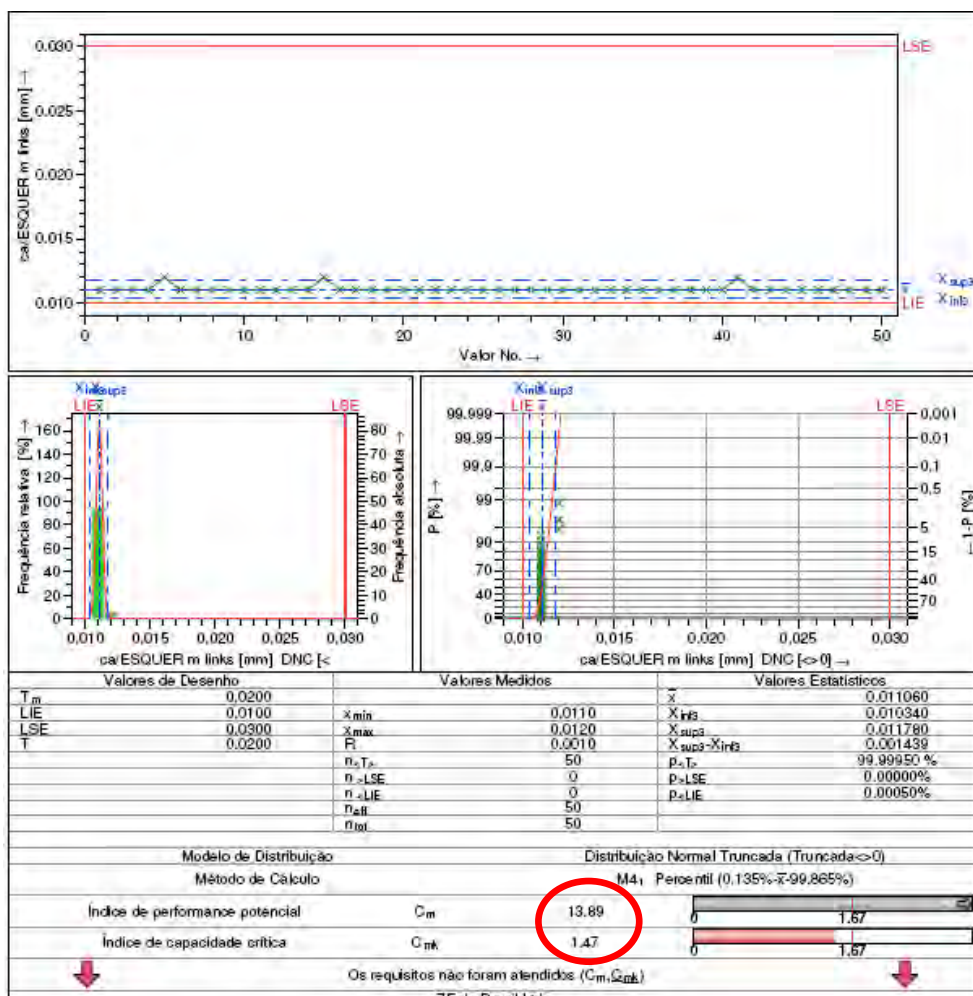 0.030
LSE
0.025
0.020
0.015
0.010
ca/ESQUER m links [mm] →
X sup3
x̄
LIE
X inf3
0 10 20 30 40 50
Valor No. →
X sup3
LIE LSE
160
140
120
100
80
60
40
20
0
Frequência relativa [%] →
80
70
60
50
40
30
20
10
0
Frequência absoluta →
0,010 0,015 0,020 0,025 0,030
ca/ESQUER m links [mm] DNC [<
X sup3
LIE LSE
99.999
99.99
99.9
99
90
70
40
0
P [%] →
0.001
0.01
0.1
0.5
5
15
40
70
←1-P [%]
0.010 0.015 0.020 0.025 0.030
ca/ESQUER m links [mm] DNC [<>0] →
Valores de Desenho Valores Medidos Valores Estatísticos
Tm 0.0200 x̄ 0.011060
LIE 0.0100 xmin 0.0110 X inf3 0.010340
LSE 0.0300 xmax 0.0120 X sup3 0.011780
T 0.0200 R 0.0010 X sup3-X inf3 0.001439
n<T> 50 p<T> 99.99950 %
n>LSE 0 p>LSE 0.00000%
n<LIE 0 p<LIE 0.00050%
neff 50
ntot 50
Modelo de Distribuição Distribuição Normal Truncada (Truncada<>0)
Método de Cálculo M4₁ Percentil (0.135%-x̄-99.865%)
Índice de performance potencial Cm 13.89 0 1.67
Índice de capacidade crítica Cmk 1.47 0 1.67
Os requisitos não foram atendidos (Cm,Cmk)